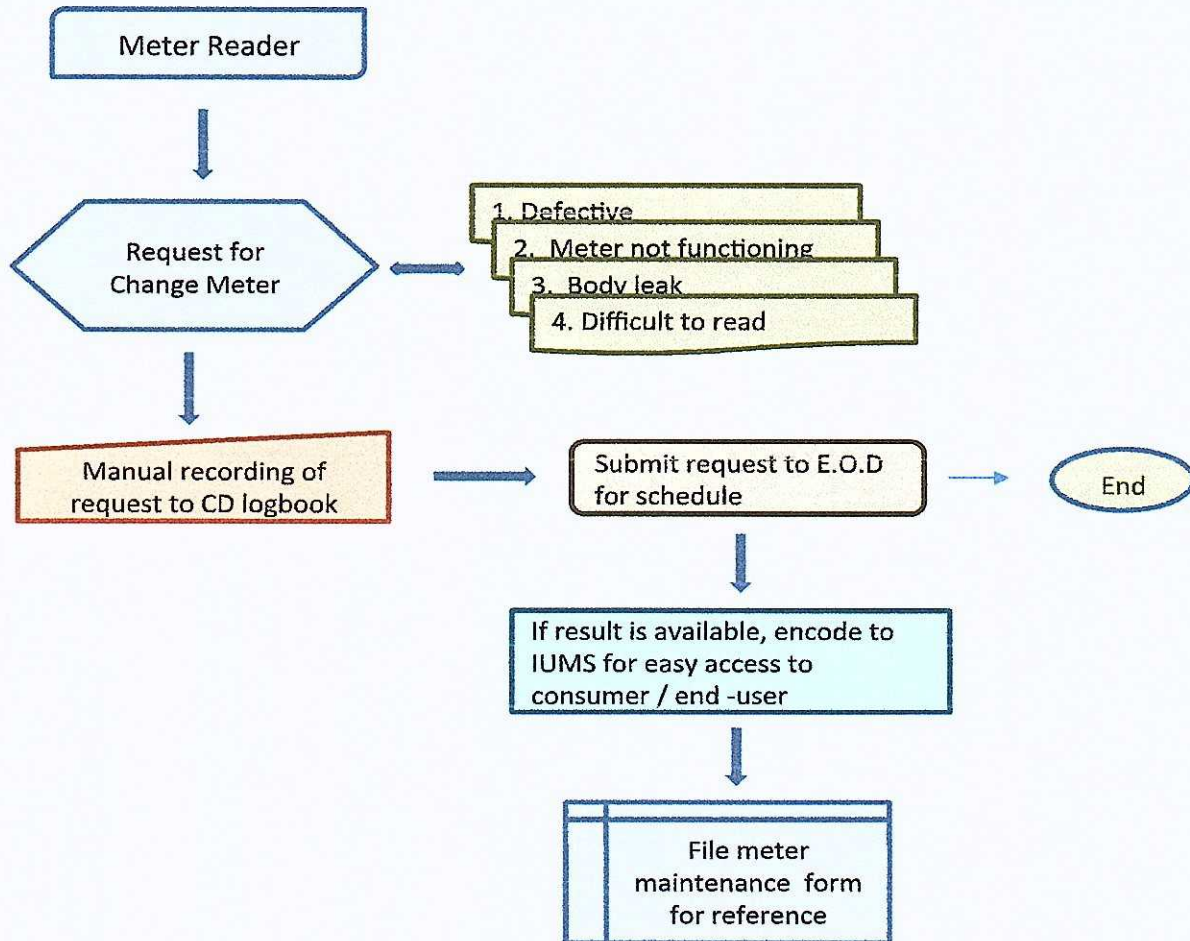 Meter Reader
Request for
Change Meter
1. Defective
2. Meter not functioning
3. Body leak
4. Difficult to read
Manual recording of
request to CD logbook
Submit request to E.O.D
for schedule
End
If result is available, encode to
IUMS for easy access to
consumer / end -user
File meter
maintenance form
for reference